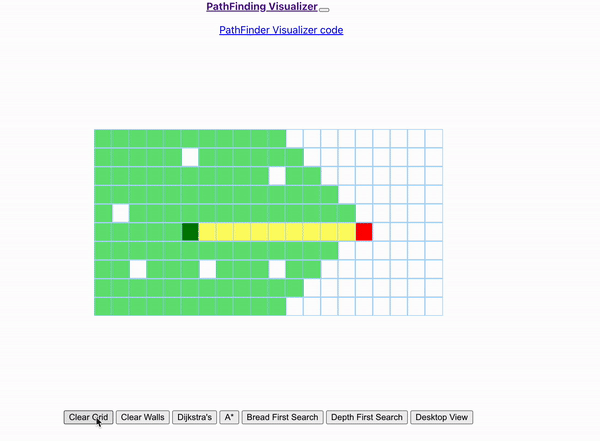 PathFinding Visualizer
PathFinder Visualizer code
Clear Grid Clear Walls Dijkstra's A* Bread First Search Depth First Search Desktop View